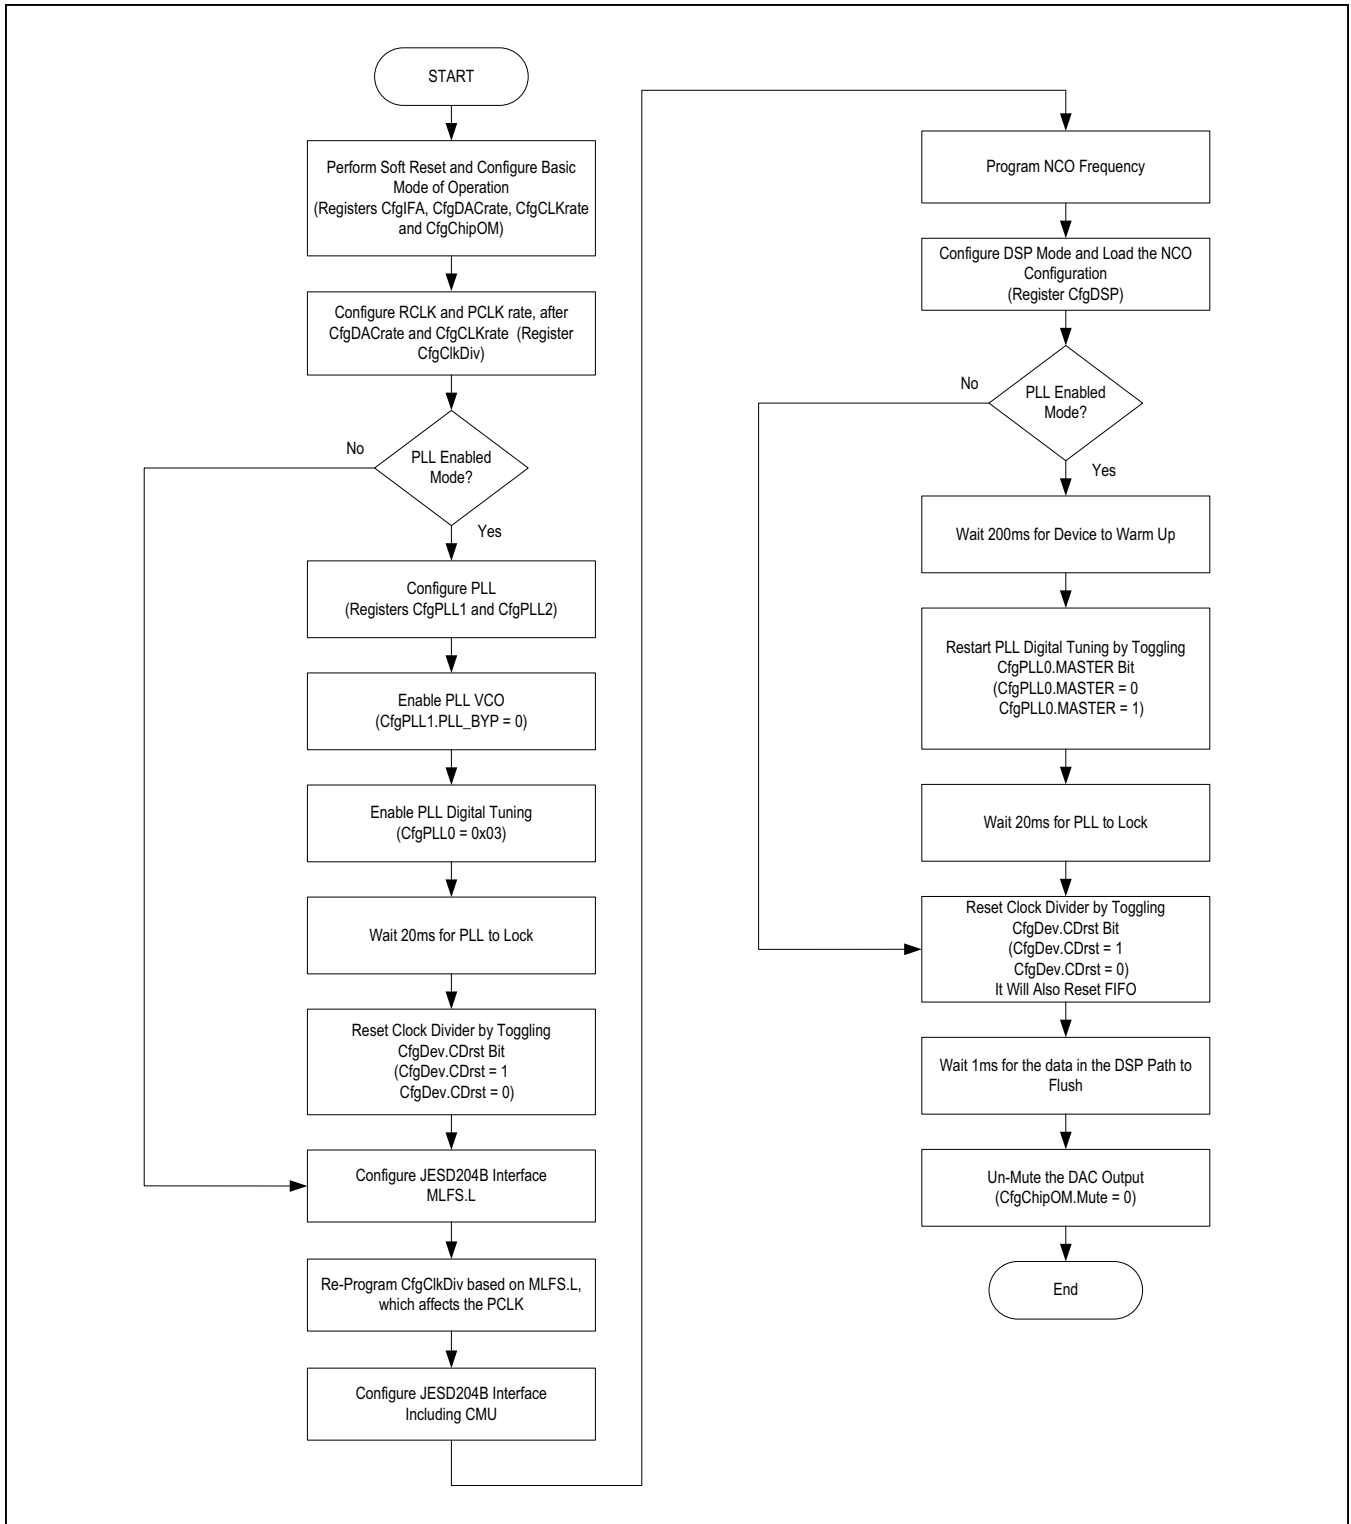 START
Perform Soft Reset and Configure Basic
Mode of Operation
(Registers CfgIFA, CfgDACrate, CfgCLKrate
and CfgChipOM)
Configure RCLK and PCLK rate, after
CfgDACrate and CfgCLKrate (Register
CfgClkDiv)
No
PLL Enabled
Mode?
Yes
Configure PLL
(Registers CfgPLL1 and CfgPLL2)
Enable PLL VCO
(CfgPLL1.PLL_BYP = 0)
Enable PLL Digital Tuning
(CfgPLL0 = 0x03)
Wait 20ms for PLL to Lock
Reset Clock Divider by Toggling
CfgDev.CDrst Bit
(CfgDev.CDrst = 1
CfgDev.CDrst = 0)
Configure JESD204B Interface
MLFS.L
Re-Program CfgClkDiv based on MLFS.L,
which affects the PCLK
Configure JESD204B Interface
Including CMU
Program NCO Frequency
Configure DSP Mode and Load the NCO
Configuration
(Register CfgDSP)
No
PLL Enabled
Mode?
Yes
Wait 200ms for Device to Warm Up
Restart PLL Digital Tuning by Toggling
CfgPLL0.MASTER Bit
(CfgPLL0.MASTER = 0
CfgPLL0.MASTER = 1)
Wait 20ms for PLL to Lock
Reset Clock Divider by Toggling
CfgDev.CDrst Bit
(CfgDev.CDrst = 1
CfgDev.CDrst = 0)
It Will Also Reset FIFO
Wait 1ms for the data in the DSP Path to
Flush
Un-Mute the DAC Output
(CfgChipOM.Mute = 0)
End